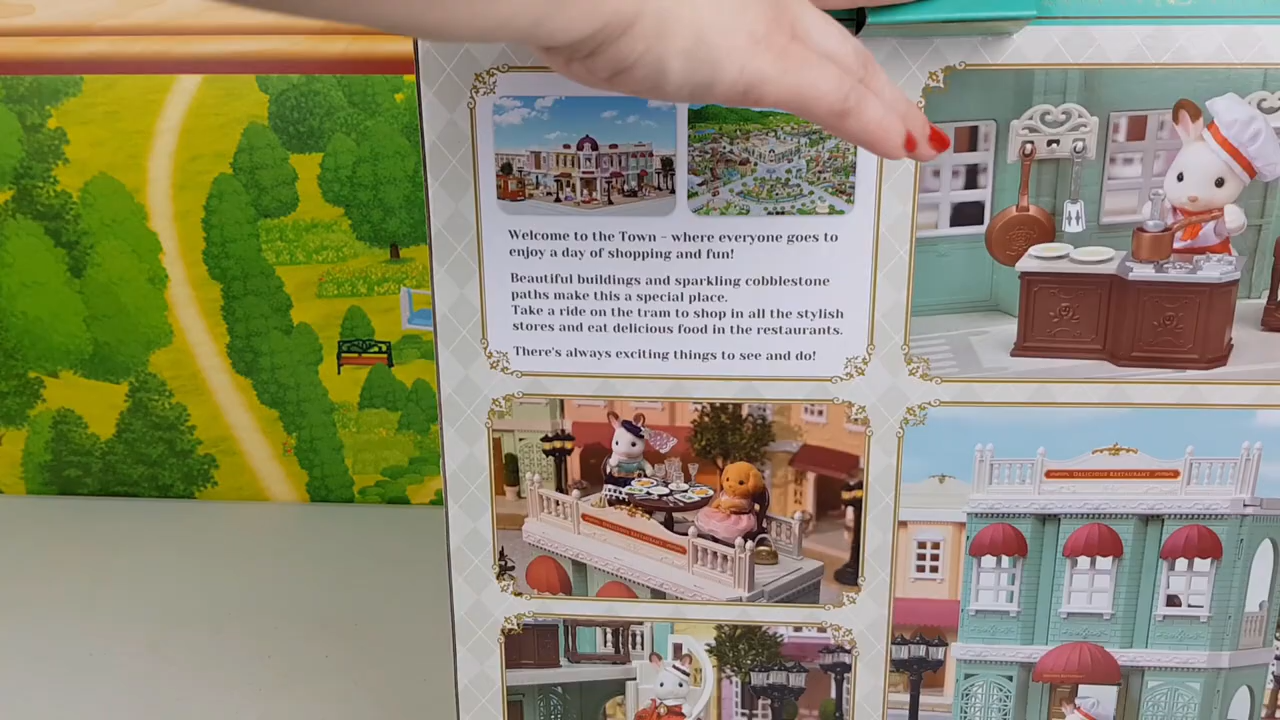 Welcome to the Town – where everyone goes to
enjoy a day of shopping and fun!
Beautiful buildings and sparkling cobblestone
paths make this a special place.
Take a ride on the tram to shop in all the stylish
stores and eat delicious food in the restaurants.
There's always exciting things to see and do!
DELICIOUS RESTAURANT
DELICIOUS RESTAURANT